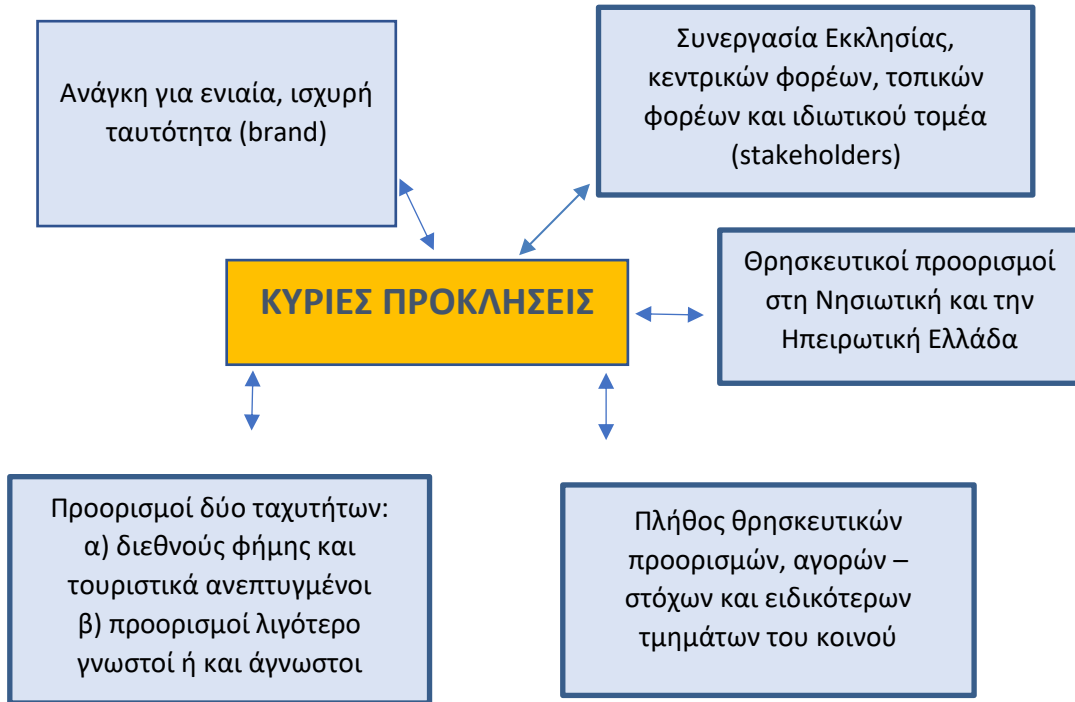 Ανάγκη για ενιαία, ισχυρή
ταυτότητα (brand)
Συνεργασία Εκκλησίας,
κεντρικών φορέων, τοπικών
φορέων και ιδιωτικού τομέα
(stakeholders)
ΚΥΡΙΕΣ ΠΡΟΚΛΗΣΕΙΣ
Θρησκευτικοί προορισμοί
στη Νησιωτική και την
Ηπειρωτική Ελλάδα
Προορισμοί δύο ταχυτήτων:
α) διεθνούς φήμης και
τουριστικά ανεπτυγμένοι
β) προορισμοί λιγότερο
γνωστοί ή και άγνωστοι
Πλήθος θρησκευτικών
προορισμών, αγορών –
στόχων και ειδικότερων
τμημάτων του κοινού